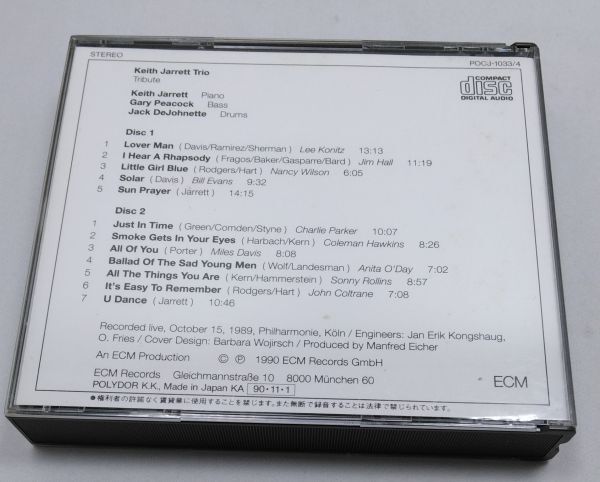 STEREO
POCJ-1033/4
Keith Jarrett Trio
Tribute
COMPACT
disc
DIGITAL AUDIO
Keith Jarrett Piano
Gary Peacock Bass
Jack DeJohnette Drums
Disc 1
1 Lover Man (Davis/Ramirez/Sherman) Lee Konitz 13:13
2 I Hear A Rhapsody (Fragos/Baker/Gasparre/Bard) Jim Hall 11:19
3 Little Girl Blue (Rodgers/Hart) Nancy Wilson 6:05
4 Solar (Davis) Bill Evans 9:32
5 Sun Prayer (Jarrett) 14:15
Disc 2
1 Just In Time (Green/Comden/Styne) Charlie Parker 10:07
2 Smoke Gets In Your Eyes (Harbach/Kern) Coleman Hawkins 8:26
3 All Of You (Porter) Miles Davis 8:08
4 Ballad Of The Sad Young Men (Wolf/Landesman) Anita O'Day 7:02
5 All The Things You Are (Kern/Hammerstein) Sonny Rollins 8:57
6 It's Easy To Remember (Rodgers/Hart) John Coltrane 7:08
7 U Dance (Jarrett) 10:46
Recorded live, October 15, 1989, Philharmonie, Köln / Engineers: Jan Erik Kongshaug,
O. Fries / Cover Design: Barbara Wojirsch / Produced by Manfred Eicher
An ECM Production © ℗ 1990 ECM Records GmbH
ECM Records Gleichmannstraße 10 8000 München 60
ECM
POLYDOR K.K., Made in Japan KA 90·11·1
●権利者の許諾なく賃貸業に使用することを禁じます。また無断で録音することは法律で禁じられています。